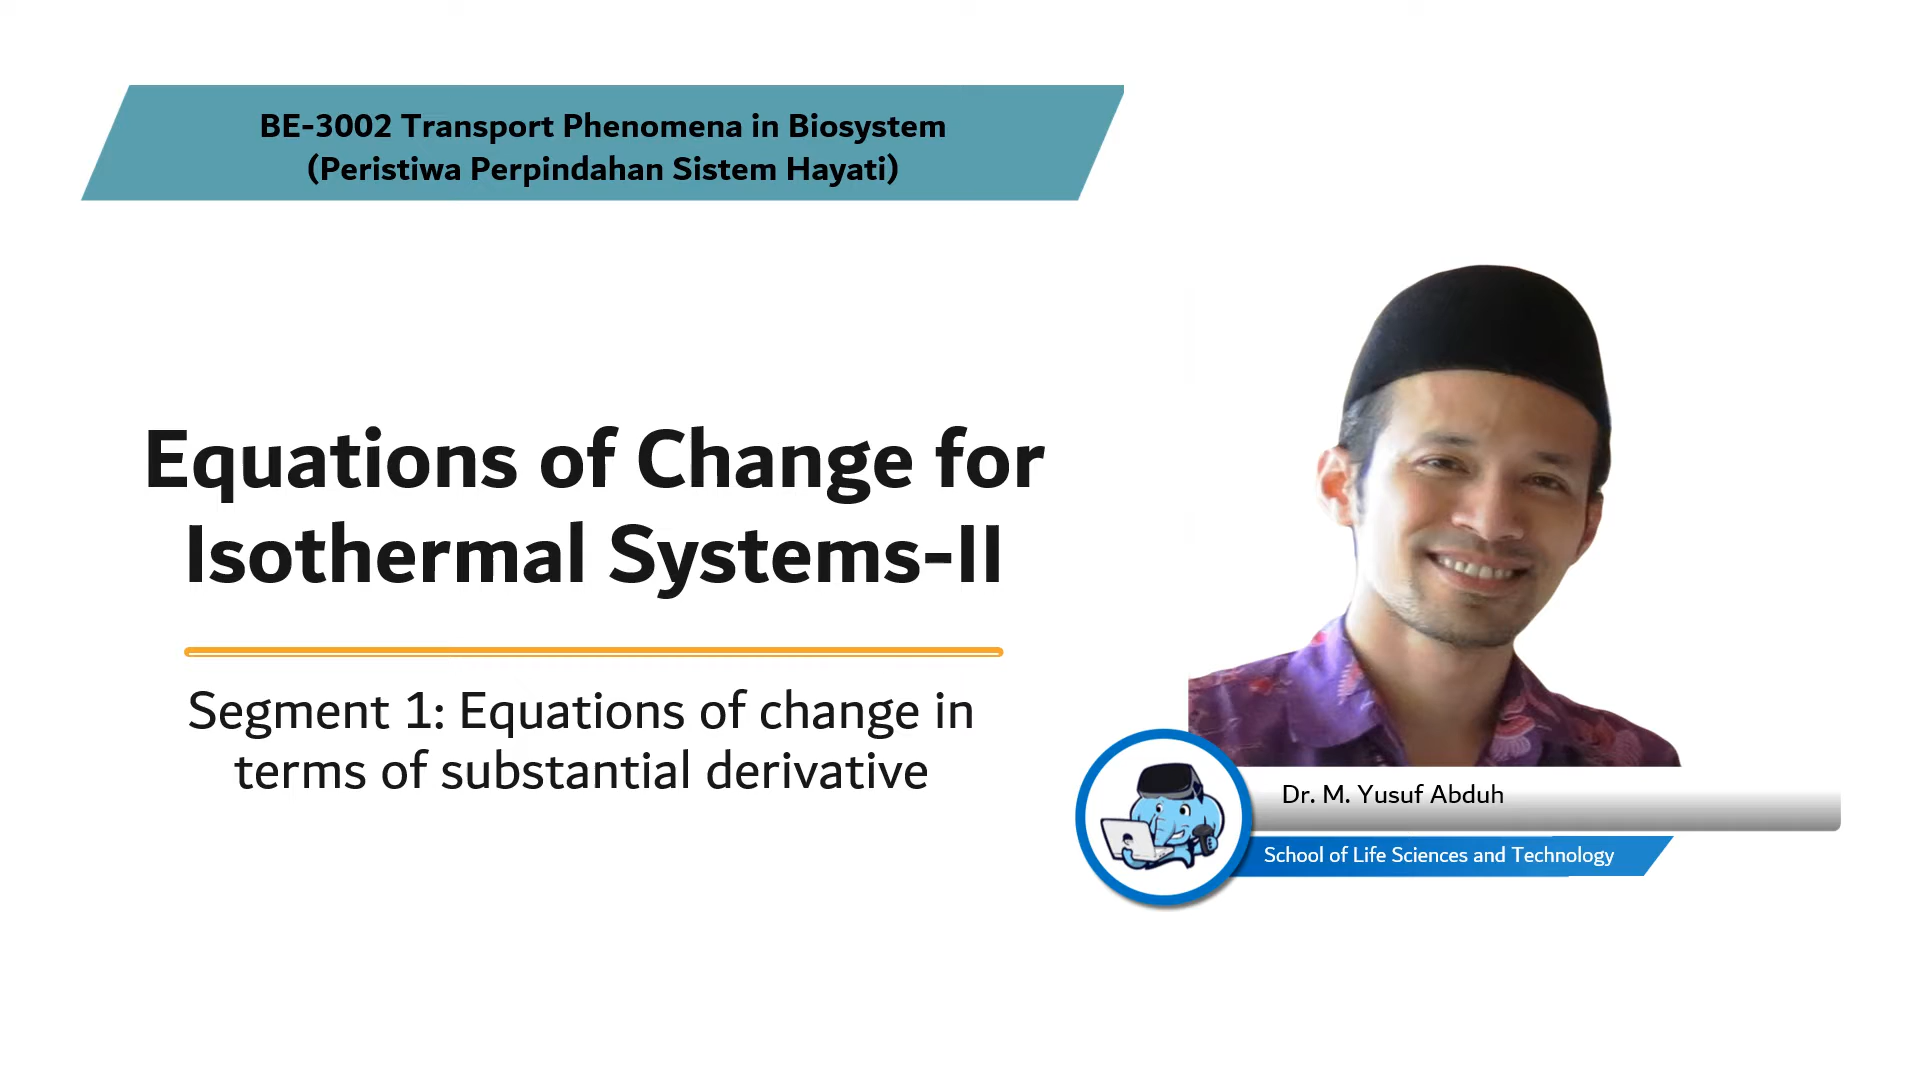 BE-3002 Transport Phenomena in Biosystem
(Peristiwa Perpindahan Sistem Hayati)
Equations of Change for
Isothermal Systems-II
Segment 1: Equations of change in
terms of substantial derivative
Dr. M. Yusuf Abduh
School of Life Sciences and Technology